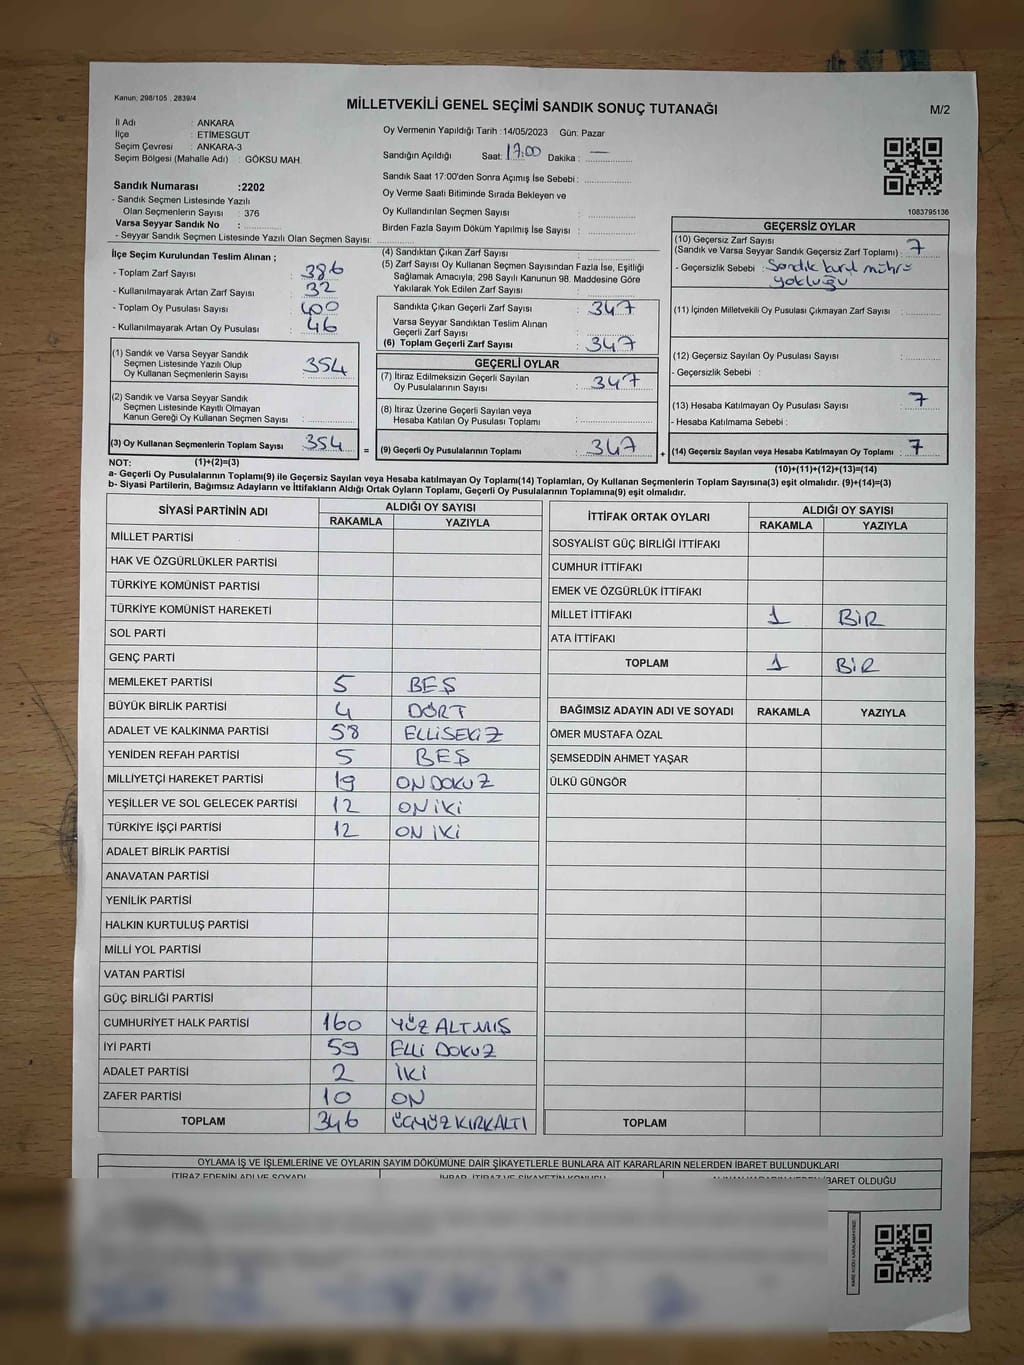 Kanun: 298/105 , 2839/4
MİLLETVEKİLİ GENEL SEÇİMİ SANDIK SONUÇ TUTANAĞI
M/2
İl Adı : ANKARA
İlçe : ETİMESGUT
Seçim Çevresi : ANKARA-3
Seçim Bölgesi (Mahalle Adı) : GÖKSU MAH.
Sandık Numarası :2202
- Sandık Seçmen Listesinde Yazılı
Olan Seçmenlerin Sayısı : 376
Varsa Seyyar Sandık No :
- Seyyar Sandık Seçmen Listesinde Yazılı Olan Seçmen Sayısı:
Oy Vermenin Yapıldığı Tarih : 14/05/2023 Gün: Pazar
Sandığın Açıldığı Saat: 17:00 Dakika : —
Sandık Saat 17:00'den Sonra Açımış İse Sebebi :
Oy Verme Saati Bitiminde Sırada Bekleyen ve
Oy Kullandırılan Seçmen Sayısı :
Birden Fazla Sayım Döküm Yapılmış İse Sayısı :
1083795136
İlçe Seçim Kurulundan Teslim Alınan ;
- Toplam Zarf Sayısı : 386
- Kullanılmayarak Artan Zarf Sayısı : 32
- Toplam Oy Pusulası Sayısı : 400
- Kullanılmayarak Artan Oy Pusulası : 46
(1) Sandık ve Varsa Seyyar Sandık
Seçmen Listesinde Yazılı Olup
Oy Kullanan Seçmenlerin Sayısı : 354
(2) Sandık ve Varsa Seyyar Sandık
Seçmen Listesinde Kayıtlı Olmayan
Kanun Gereği Oy Kullanan Seçmen Sayısı :
(3) Oy Kullanan Seçmenlerin Toplam Sayısı : 354
(1)+(2)=(3)
=
(4) Sandıktan Çıkan Zarf Sayısı :
(5) Zarf Sayısı Oy Kullanan Seçmen Sayısından Fazla İse, Eşitliği
Sağlamak Amacıyla; 298 Sayılı Kanunun 98. Maddesine Göre
Yakılarak Yok Edilen Zarf Sayısı :
Sandıkta Çıkan Geçerli Zarf Sayısı : 347
Varsa Seyyar Sandıktan Teslim Alınan
Geçerli Zarf Sayısı :
(6) Toplam Geçerli Zarf Sayısı : 347
GEÇERLİ OYLAR
(7) İtiraz Edilmeksizin Geçerli Sayılan
Oy Pusulalarının Sayısı : 347
(8) İtiraz Üzerine Geçerli Sayılan veya
Hesaba Katılan Oy Pusulası Toplamı :
(9) Geçerli Oy Pusulalarının Toplamı : 347
+
GEÇERSİZ OYLAR
(10) Geçersiz Zarf Sayısı
(Sandık ve Varsa Seyyar Sandık Geçersiz Zarf Toplamı) : 7
- Geçersizlik Sebebi : Sandık kurul mührü
yokluğu
(11) İçinden Milletvekili Oy Pusulası Çıkmayan Zarf Sayısı :
(12) Geçersiz Sayılan Oy Pusulası Sayısı :
- Geçersizlik Sebebi :
(13) Hesaba Katılmayan Oy Pusulası Sayısı : 7
- Hesaba Katılmama Sebebi :
(14) Geçersiz Sayılan veya Hesaba Katılmayan Oy Toplamı : 7
(10)+(11)+(12)+(13)=(14)
NOT:
a- Geçerli Oy Pusulalarının Toplamı(9) ile Geçersiz Sayılan veya Hesaba katılmayan Oy Toplamı(14) Toplamları, Oy Kullanan Seçmenlerin Toplam Sayısına(3) eşit olmalıdır. (9)+(14)=(3)
b- Siyasi Partilerin, Bağımsız Adayların ve İttifakların Aldığı Ortak Oyların Toplamı, Geçerli Oy Pusulalarının Toplamına(9) eşit olmalıdır.
SİYASİ PARTİNİN ADI ALDIĞI OY SAYISI
RAKAMLA YAZIYLA
MİLLET PARTİSİ
HAK VE ÖZGÜRLÜKLER PARTİSİ
TÜRKİYE KOMÜNİST PARTİSİ
TÜRKİYE KOMÜNİST HAREKETİ
SOL PARTİ
GENÇ PARTİ
MEMLEKET PARTİSİ 5 BEŞ
BÜYÜK BİRLİK PARTİSİ 4 DÖRT
ADALET VE KALKINMA PARTİSİ 58 ELLİSEKİZ
YENİDEN REFAH PARTİSİ 5 BEŞ
MİLLİYETÇİ HAREKET PARTİSİ 19 ONDOKUZ
YEŞİLLER VE SOL GELECEK PARTİSİ 12 ONİKİ
TÜRKİYE İŞÇİ PARTİSİ 12 ON İKİ
ADALET BİRLİK PARTİSİ
ANAVATAN PARTİSİ
YENİLİK PARTİSİ
HALKIN KURTULUŞ PARTİSİ
MİLLİ YOL PARTİSİ
VATAN PARTİSİ
GÜÇ BİRLİĞİ PARTİSİ
CUMHURİYET HALK PARTİSİ 160 YÜZ ALTMIŞ
İYİ PARTİ 59 ELLİ DOKUZ
ADALET PARTİSİ 2 İKİ
ZAFER PARTİSİ 10 ON
TOPLAM 346 ÜÇYÜZKIRKALTI
İTTİFAK ORTAK OYLARI ALDIĞI OY SAYISI
RAKAMLA YAZIYLA
SOSYALİST GÜÇ BİRLİĞİ İTTİFAKI
CUMHUR İTTİFAKI
EMEK VE ÖZGÜRLÜK İTTİFAKI
MİLLET İTTİFAKI 1 BİR
ATA İTTİFAKI
TOPLAM 1 BİR
BAĞIMSIZ ADAYIN ADI VE SOYADI RAKAMLA YAZIYLA
ÖMER MUSTAFA ÖZAL
ŞEMSEDDİN AHMET YAŞAR
ÜLKÜ GÜNGÖR
TOPLAM
OYLAMA İŞ VE İŞLEMLERİNE VE OYLARIN SAYIM DÖKÜMÜNE DAİR ŞİKAYETLERLE BUNLARA AİT KARARLARIN NELERDEN İBARET BULUNDUKLARI
İTİRAZ EDENİN ADI VE SOYADI İHBAR, İTİRAZ VE ŞİKAYETİN KONUSU İBARET OLDUĞU